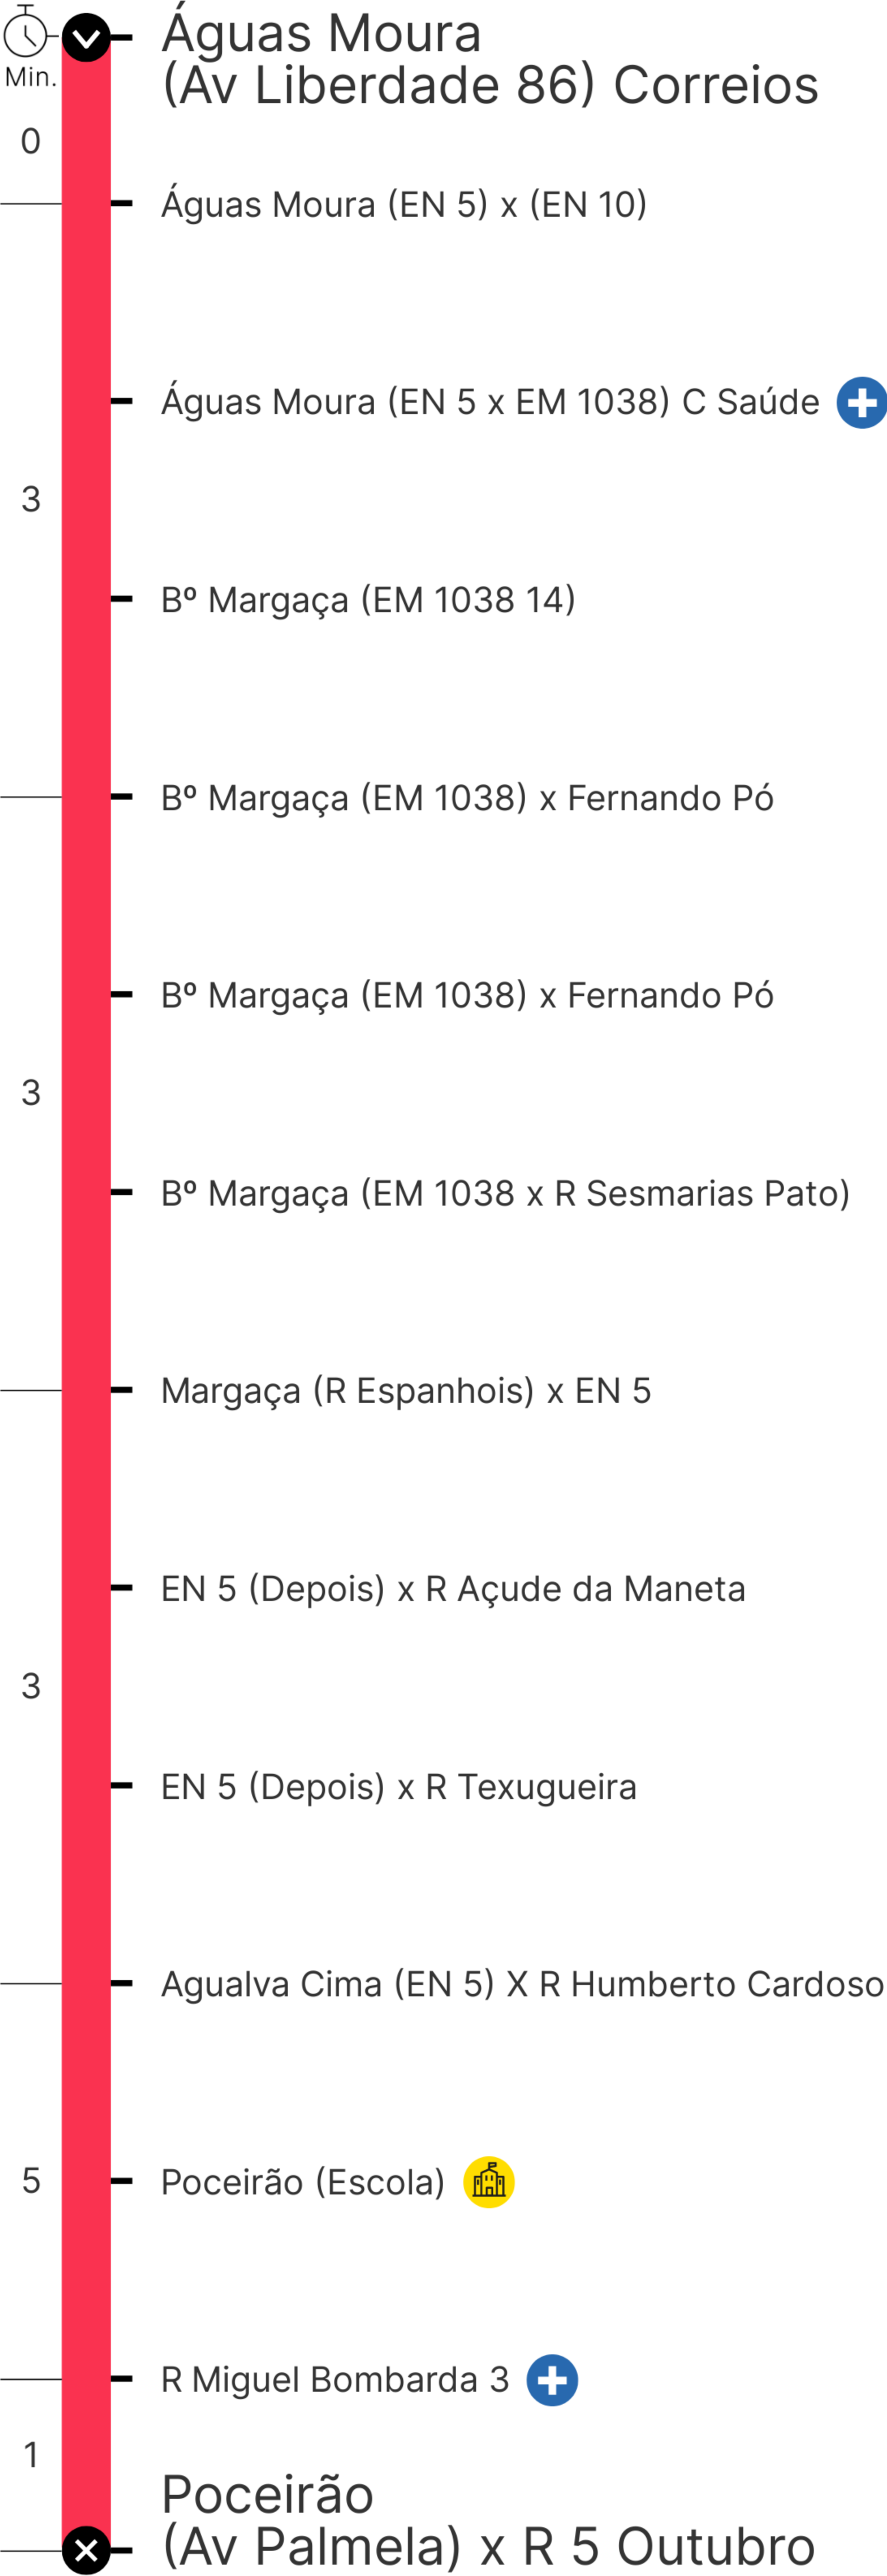 Águas Moura
(Av Liberdade 86) Correios
Min.
0
Águas Moura (EN 5) x (EN 10)
Águas Moura (EN 5 x EM 1038) C Saúde
3
Bº Margaça (EM 1038 14)
Bº Margaça (EM 1038) x Fernando Pó
Bº Margaça (EM 1038) x Fernando Pó
3
Bº Margaça (EM 1038 x R Sesmarias Pato)
Margaça (R Espanhois) x EN 5
EN 5 (Depois) x R Açude da Maneta
3
EN 5 (Depois) x R Texugueira
Agualva Cima (EN 5) X R Humberto Cardoso
5
Poceirão (Escola)
R Miguel Bombarda 3
1
Poceirão
(Av Palmela) x R 5 Outubro